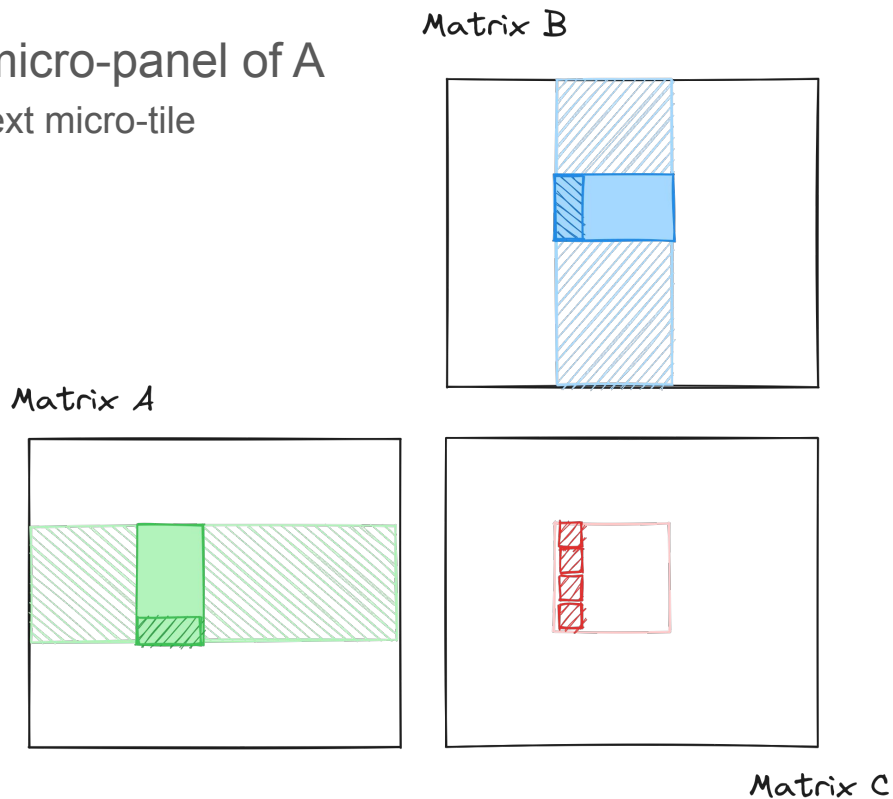 Matrix B
micro-panel of A
ext micro-tile
Matrix A
Matrix C